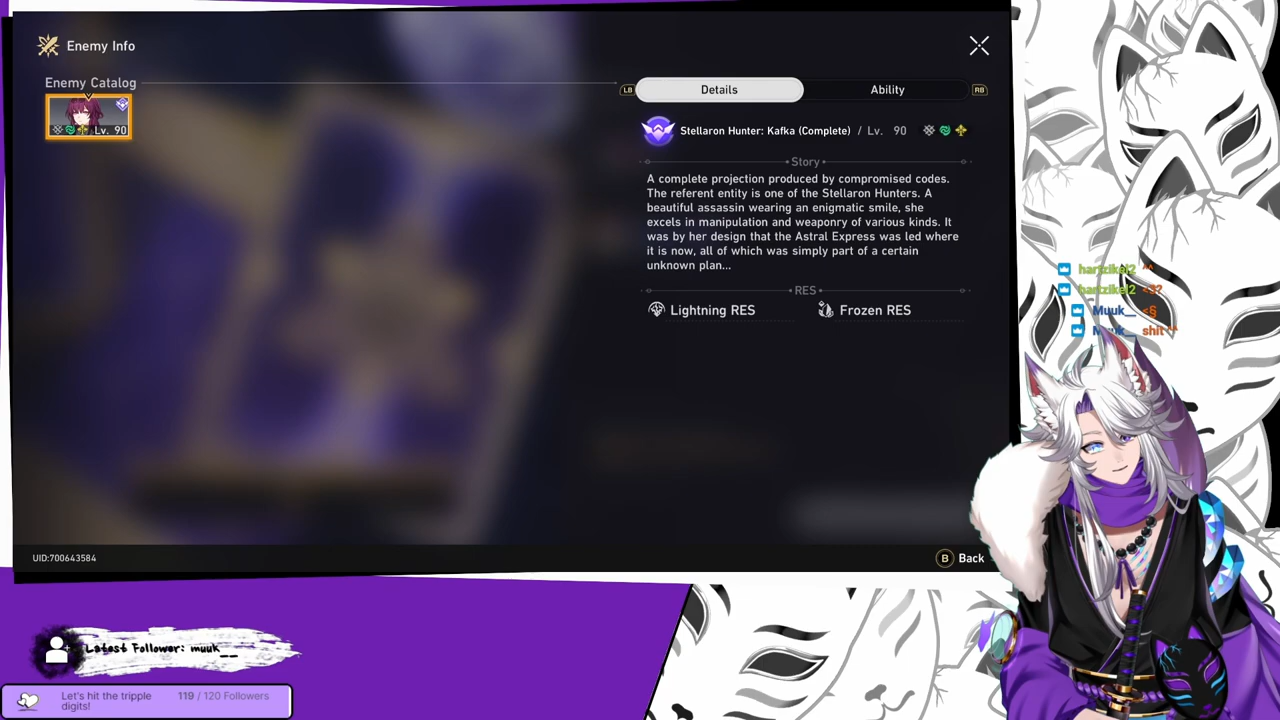 Enemy Info
Enemy Catalog
Lv. 90
LB
Details
Ability
RB
Stellaron Hunter: Kafka (Complete) / Lv. 90
Story
A complete projection produced by compromised codes.
The referent entity is one of the Stellaron Hunters. A
beautiful assassin wearing an enigmatic smile, she
excels in manipulation and weaponry of various kinds. It
was by her design that the Astral Express was led where
it is now, all of which was simply part of a certain
unknown plan...
RES
Lightning RES
Frozen RES
^^
<3?
Muuk__ <§
shit ^^
UID:700643584
B Back
Latest Follower: muuk__
Let's hit the tripple
digits!
119 / 120 Followers